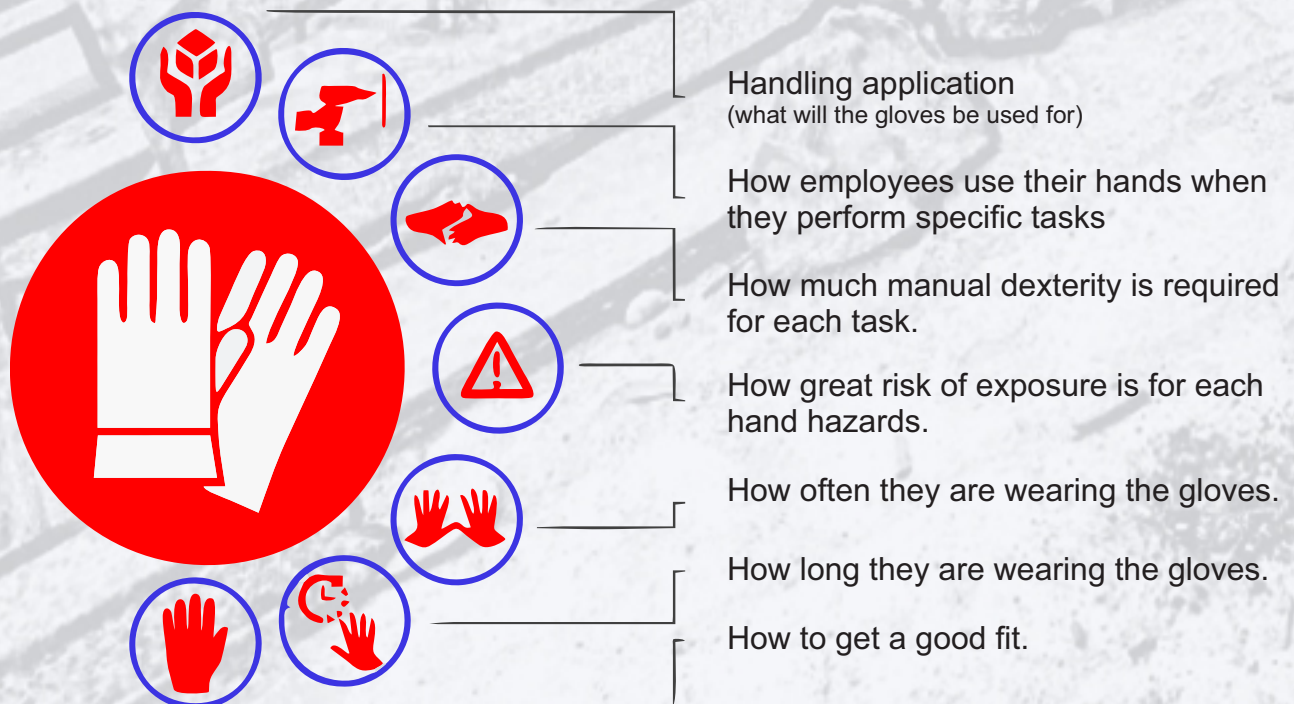 Handling application
(what will the gloves be used for)
How employees use their hands when
they perform specific tasks
How much manual dexterity is required
for each task.
How great risk of exposure is for each
hand hazards.
How often they are wearing the gloves.
How long they are wearing the gloves.
How to get a good fit.